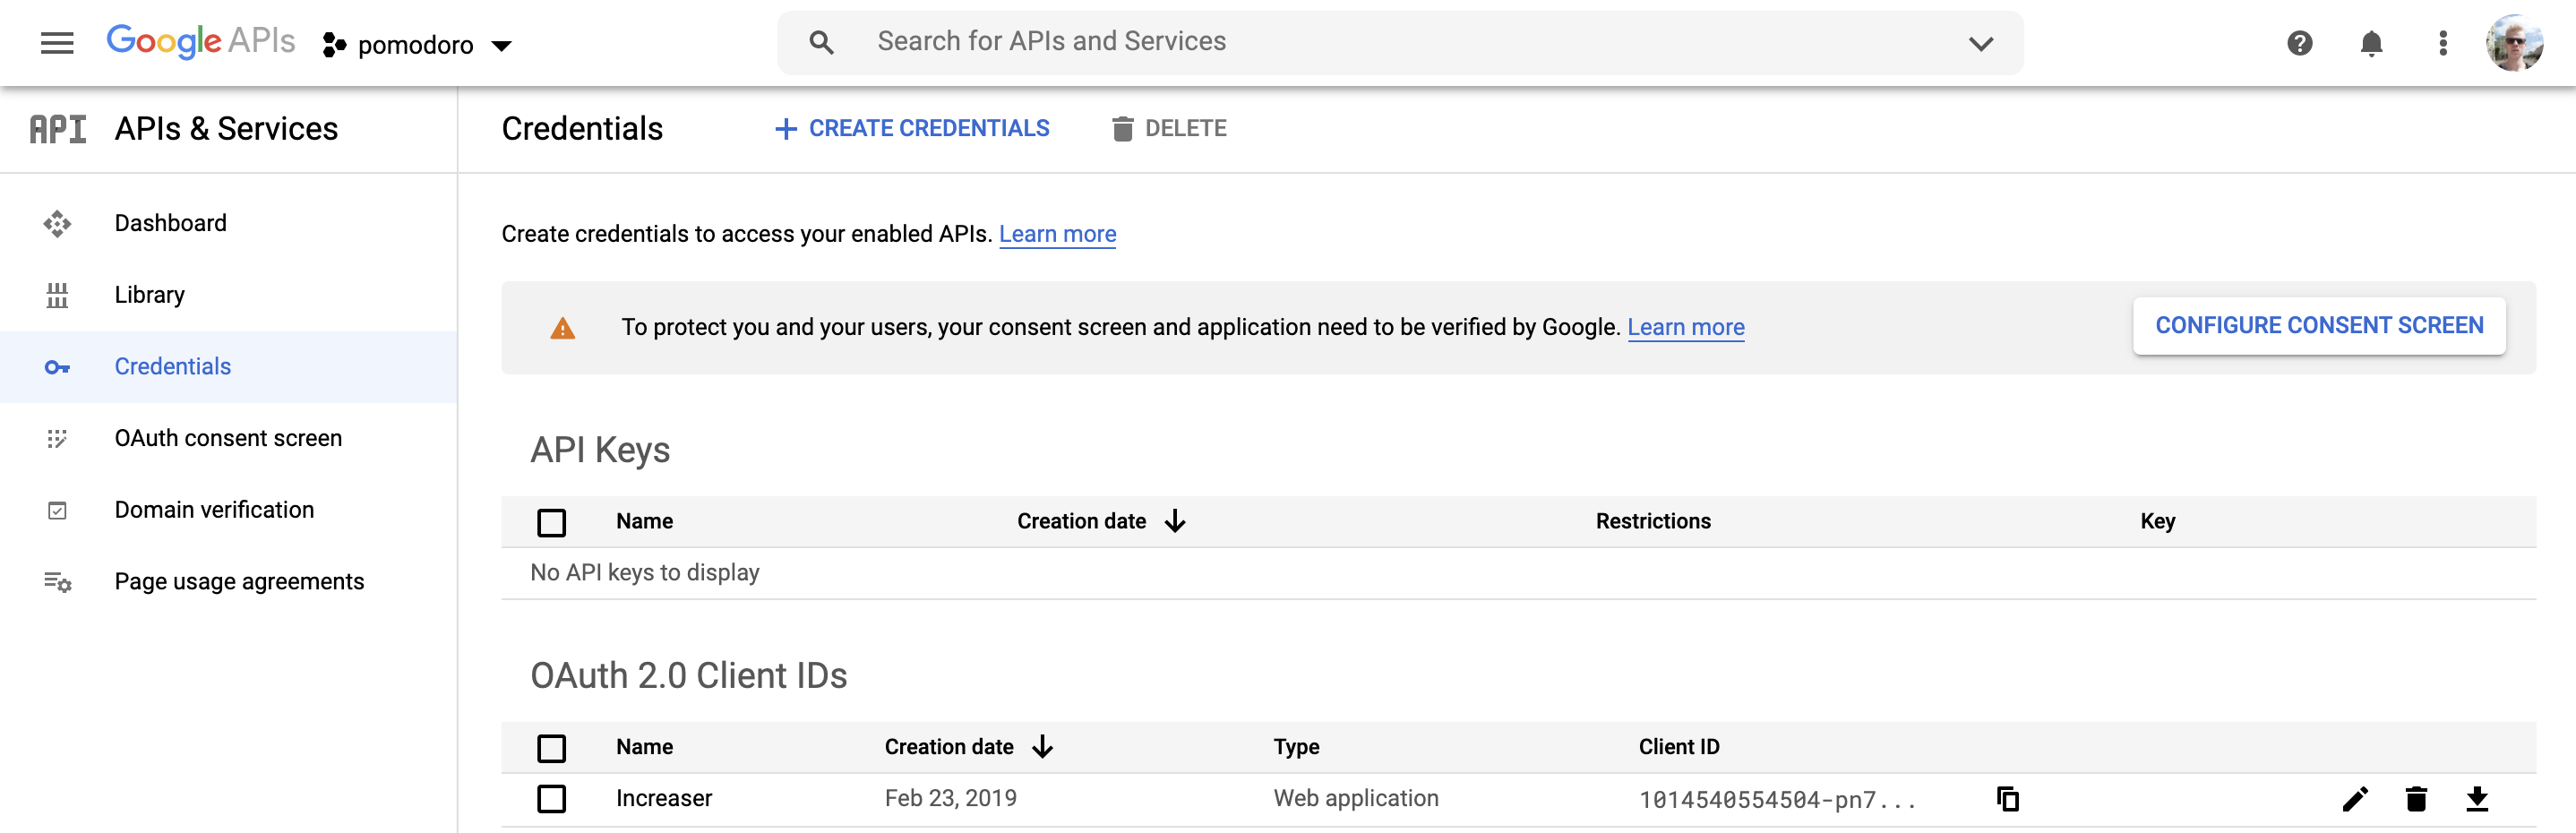 Google APIs pomodoro Search for APIs and Services
API APIs & Services
Credentials CREATE CREDENTIALS DELETE
Dashboard
Library
Credentials
OAuth consent screen
Domain verification
Page usage agreements
Create credentials to access your enabled APIs. Learn more
To protect you and your users, your consent screen and application need to be verified by Google. Learn more CONFIGURE CONSENT SCREEN
API Keys
Name Creation date Restrictions Key
No API keys to display
OAuth 2.0 Client IDs
Name Creation date Type Client ID
Increaser Feb 23, 2019 Web application 1014540554504-pn7...